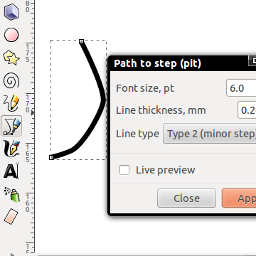 Path to step (pit)
Font size, pt 6.0
Line thickness, mm 0.2
Line type Type 2 (minor step)
Live preview
Close App